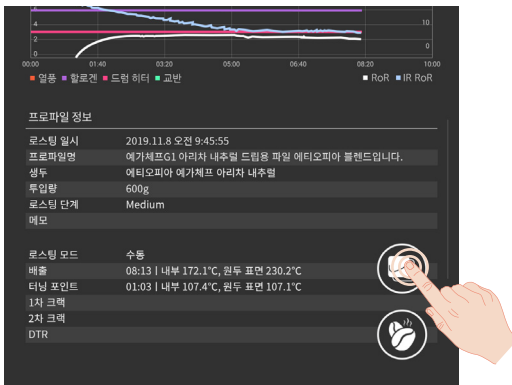 6
4
2
0
10
0
00:00 01:40 03:20 05:00 06:40 08:20 10:00
열풍 할로겐 드럼 히터 교반 RoR IR RoR
프로파일 정보
로스팅 일시 2019.11.8 오전 9:45:55
프로파일명 예가체프G1 아리차 내추럴 드립용 파일 에티오피아 블렌드입니다.
생두 에티오피아 예가체프 아리차 내추럴
투입량 600g
로스팅 단계 Medium
메모
로스팅 모드 수동
배출 08:13 | 내부 172.1℃, 원두 표면 230.2℃
터닝 포인트 01:03 | 내부 107.4℃, 원두 표면 107.1℃
1차 크랙
2차 크랙
DTR